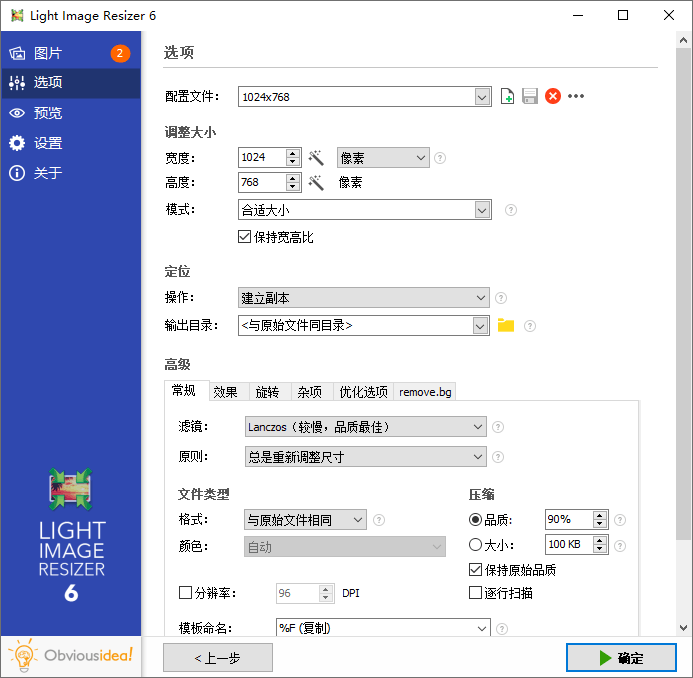 Light Image Resizer 6
图片 2
选项
预览
设置
关于
LIGHT
IMAGE
RESIZER
6
Obviousidea!
选项
配置文件: 1024x768
调整大小
宽度: 1024 像素 ?
高度: 768 像素
模式: 合适大小 ?
保持宽高比
定位
操作: 建立副本 ?
输出目录: <与原始文件同目录> ?
高级
常规 效果 旋转 杂项 优化选项 remove.bg
滤镜: Lanczos（较慢，品质最佳） ?
原则: 总是重新调整尺寸 ?
文件类型 压缩
格式: 与原始文件相同 ? 品质: 90% ?
颜色: 自动 大小: 100 KB ?
保持原始品质
分辨率: 96 DPI 逐行扫描
模板命名: %F (复制) ?
< 上一步 确定